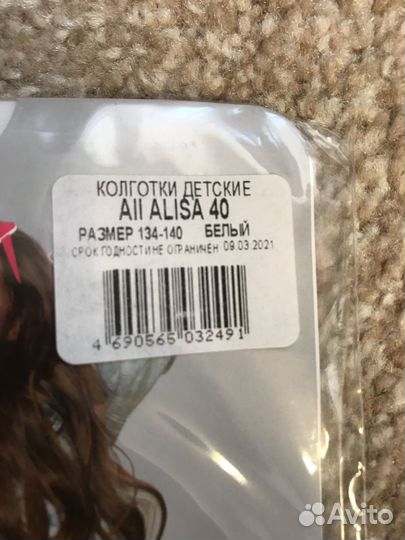 КОЛГОТКИ ДЕТСКИЕ
All ALISA 40
РАЗМЕР 134-140 БЕЛЫЙ
СРОК ГОДНОСТИ НЕ ОГРАНИЧЕН 09.03.2021
4 690565 032491
Avito